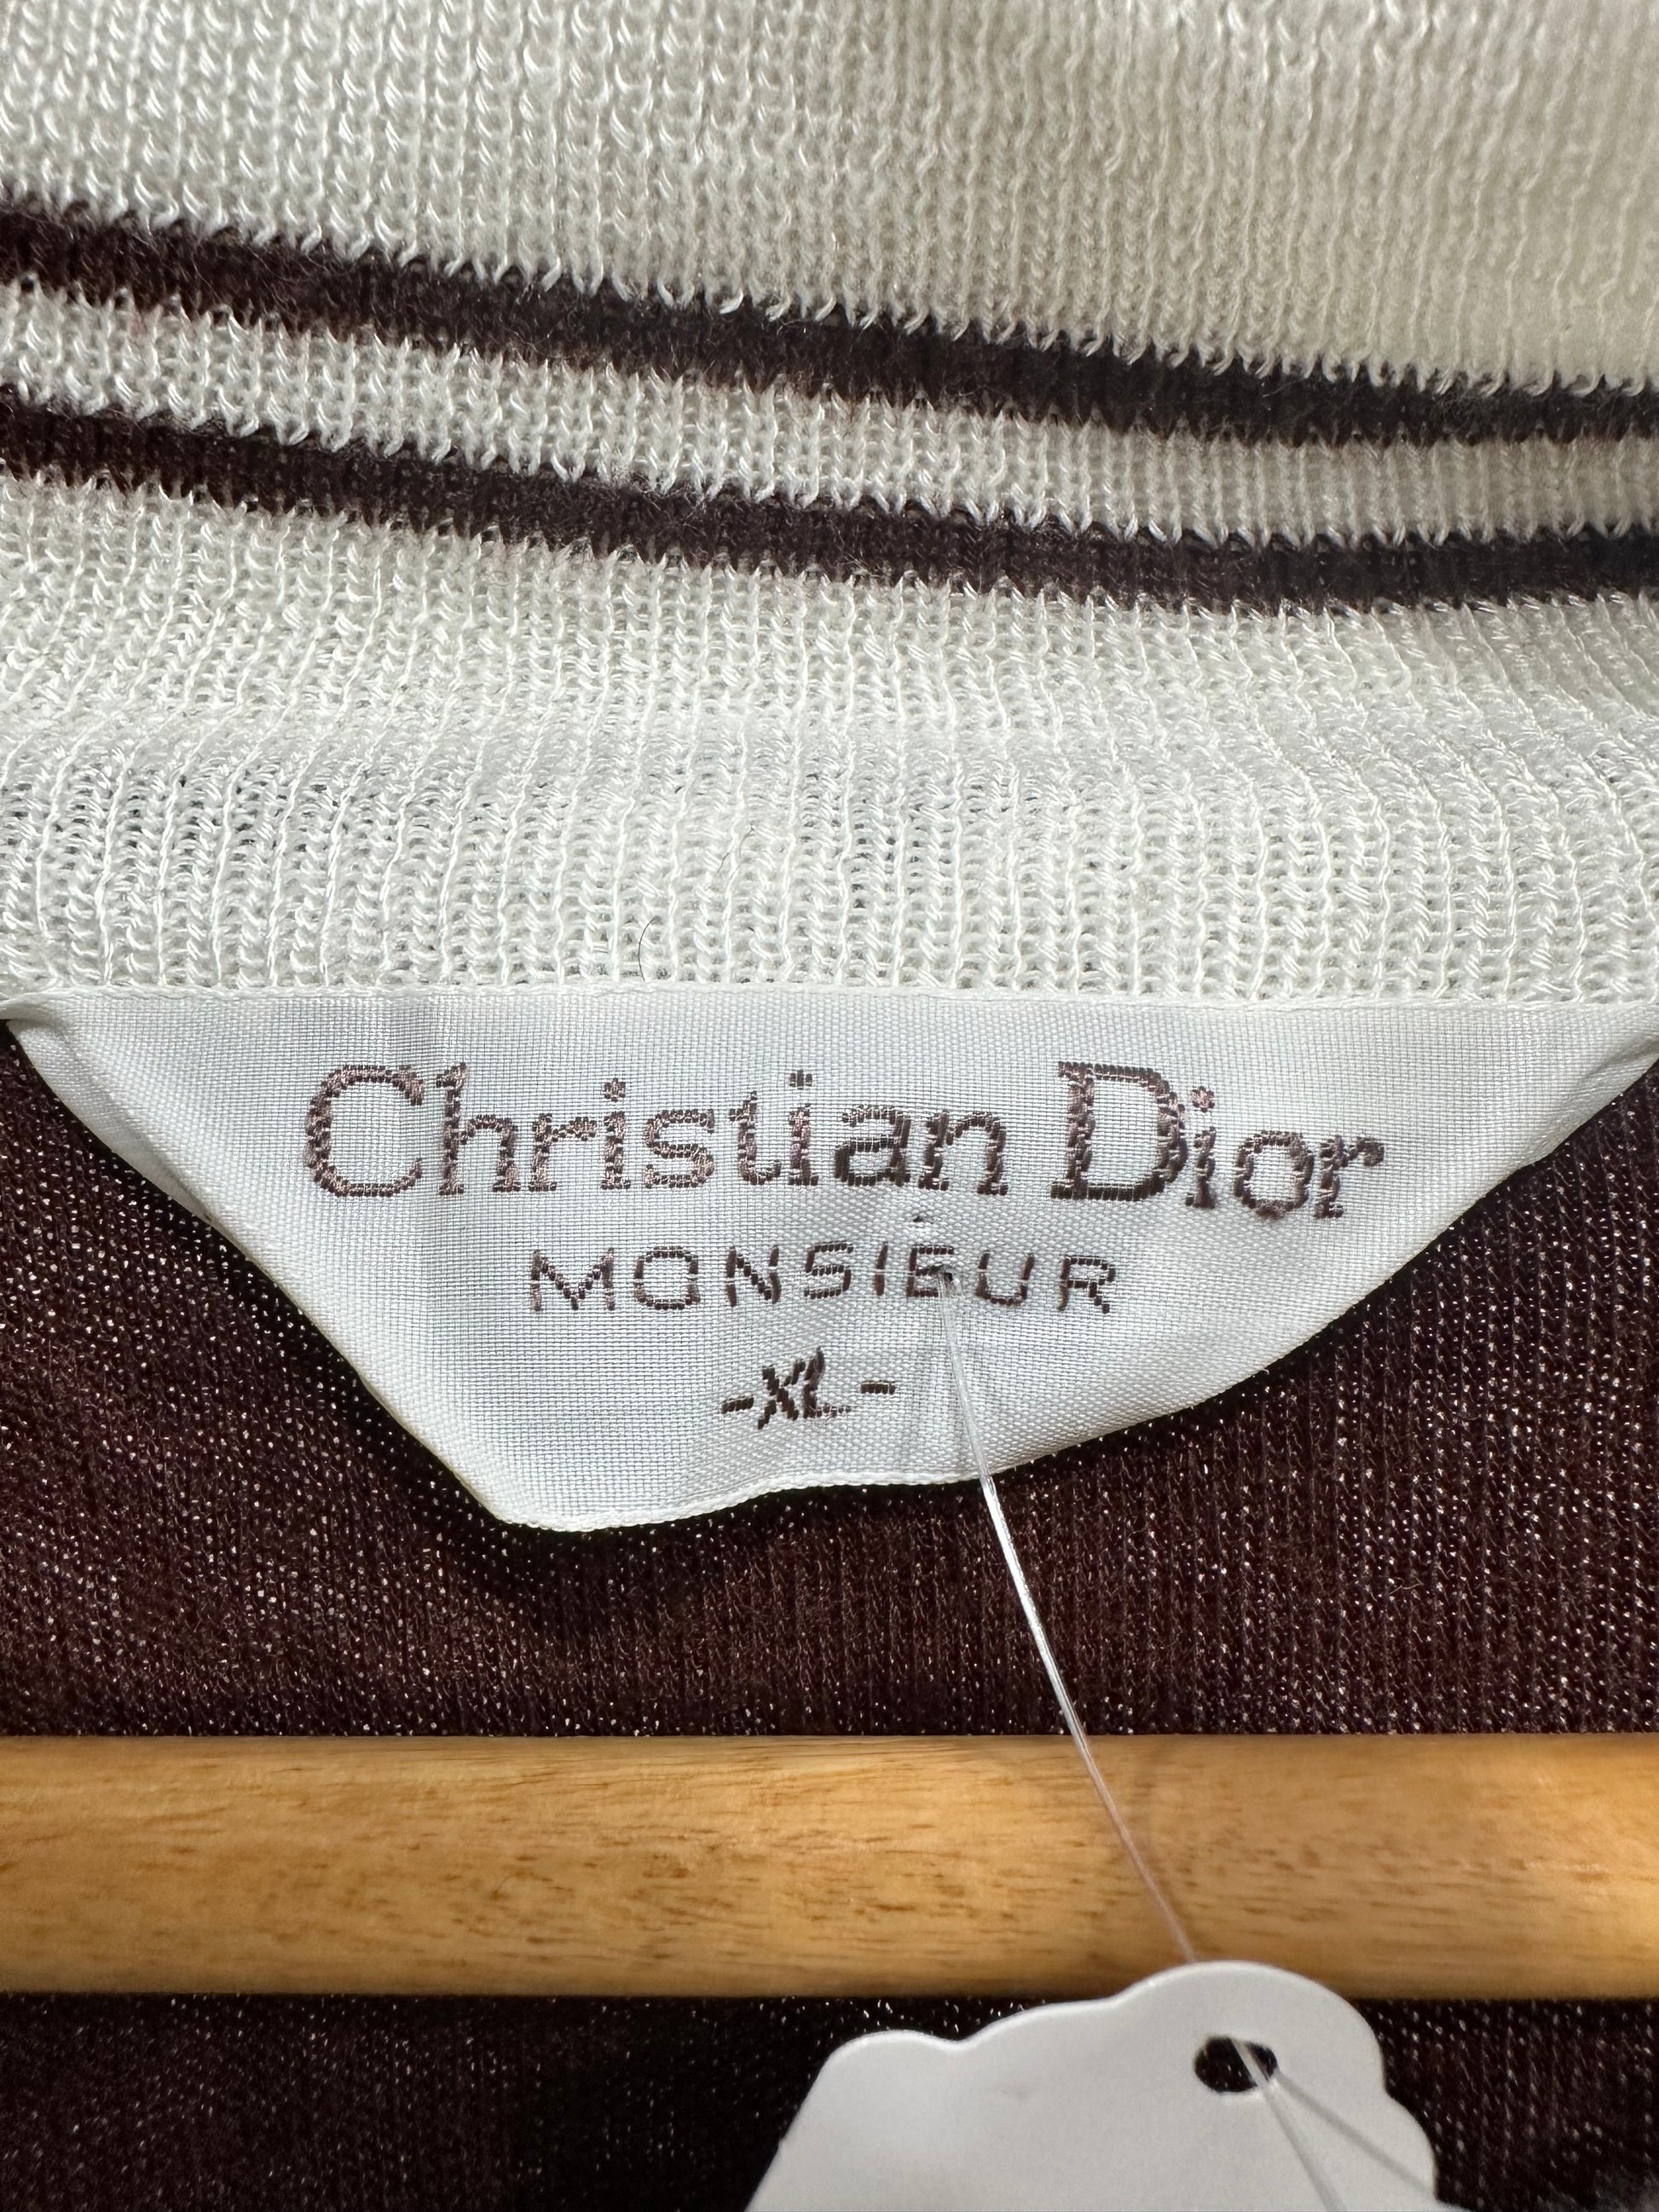 Christian Dior
MONSIEUR
-XL-